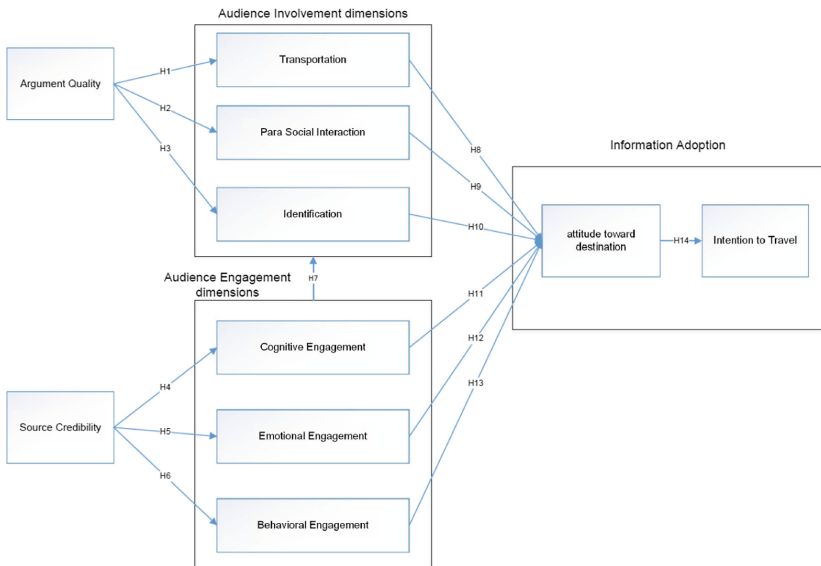 Audience Involvement dimensions
Argument Quality
H1
H2
H3
Transportation
Para Social Interaction
Identification
H8
H9
H10
Information Adoption
attitude toward
destination
H14
Intention to Travel
Audience Engagement
dimensions
H7
Source Credibility
H4
H5
H6
Cognitive Engagement
Emotional Engagement
Behavioral Engagement
H11
H12
H13